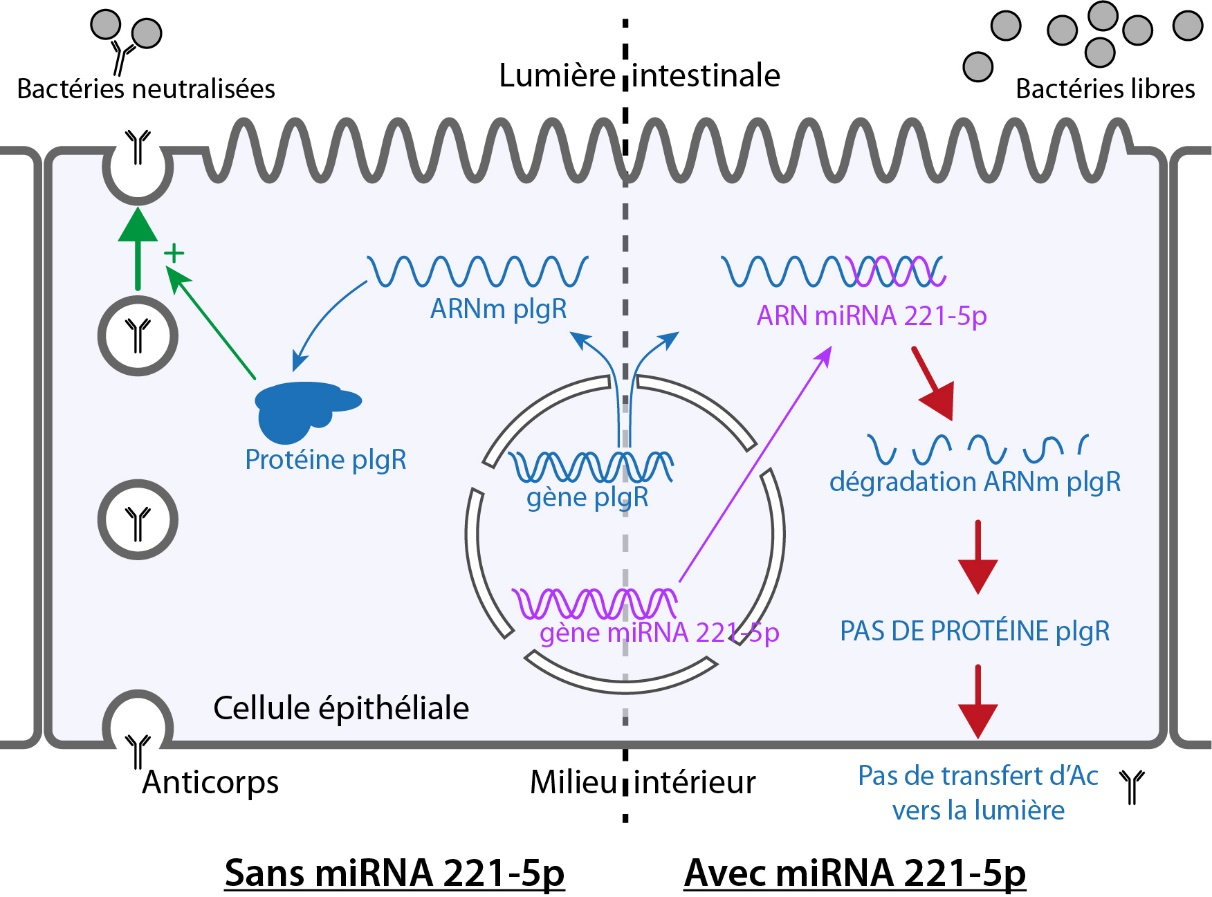 Bactéries neutralisées
Lumière intestinale
Bactéries libres
+
ARNm pIgR
ARN miRNA 221-5p
Protéine pIgR
gène pIgR
dégradation ARNm pIgR
gène miRNA 221-5p
PAS DE PROTÉINE pIgR
Cellule épithéliale
Anticorps
Milieu intérieur
Pas de transfert d'Ac
vers la lumière
Sans miRNA 221-5p
Avec miRNA 221-5p